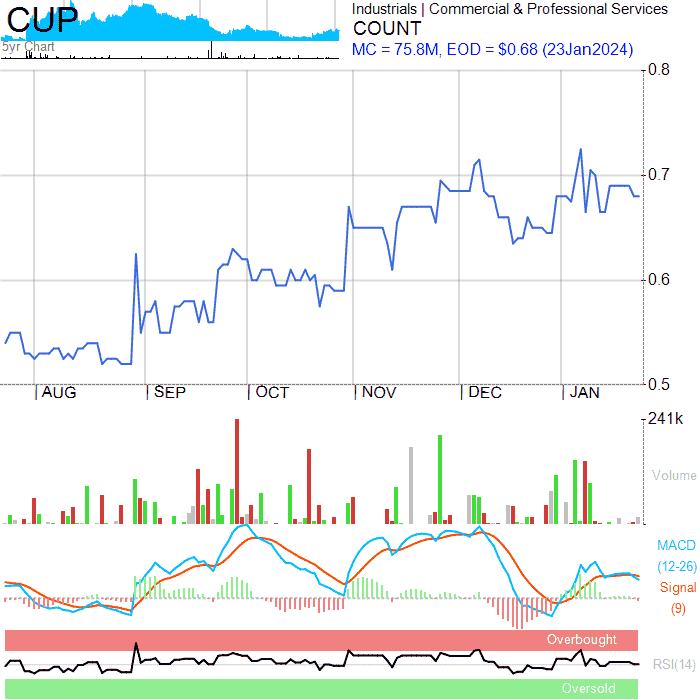 CUP
Industrials | Commercial & Professional Services
COUNT
MC = 75.8M, EOD = $0.68 (23Jan2024)
5yr Chart
0.8
0.7
0.6
0.5
AUG
SEP
OCT
NOV
DEC
JAN
241k
Volume
MACD
(12-26)
Signal
(9)
Overbought
RSI(14)
Oversold